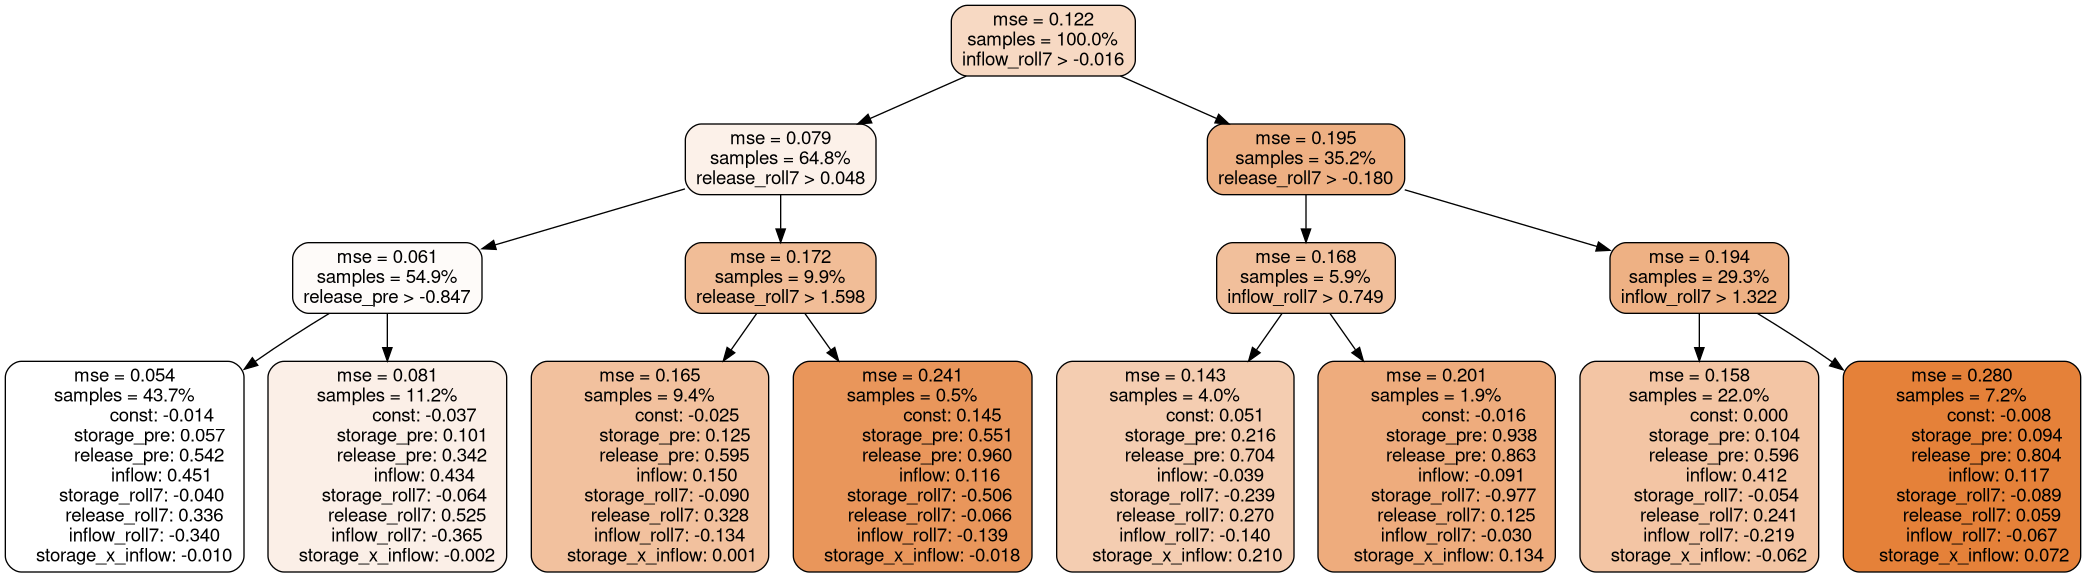 mse = 0.122
samples = 100.0%
inflow_roll7 > -0.016
mse = 0.079
samples = 64.8%
release_roll7 > 0.048
mse = 0.195
samples = 35.2%
release_roll7 > -0.180
mse = 0.061
samples = 54.9%
release_pre > -0.847
mse = 0.172
samples = 9.9%
release_roll7 > 1.598
mse = 0.168
samples = 5.9%
inflow_roll7 > 0.749
mse = 0.194
samples = 29.3%
inflow_roll7 > 1.322
mse = 0.054
samples = 43.7%
const: -0.014
storage_pre: 0.057
release_pre: 0.542
inflow: 0.451
storage_roll7: -0.040
release_roll7: 0.336
inflow_roll7: -0.340
storage_x_inflow: -0.010
mse = 0.081
samples = 11.2%
const: -0.037
storage_pre: 0.101
release_pre: 0.342
inflow: 0.434
storage_roll7: -0.064
release_roll7: 0.525
inflow_roll7: -0.365
storage_x_inflow: -0.002
mse = 0.165
samples = 9.4%
const: -0.025
storage_pre: 0.125
release_pre: 0.595
inflow: 0.150
storage_roll7: -0.090
release_roll7: 0.328
inflow_roll7: -0.134
storage_x_inflow: 0.001
mse = 0.241
samples = 0.5%
const: 0.145
storage_pre: 0.551
release_pre: 0.960
inflow: 0.116
storage_roll7: -0.506
release_roll7: -0.066
inflow_roll7: -0.139
storage_x_inflow: -0.018
mse = 0.143
samples = 4.0%
const: 0.051
storage_pre: 0.216
release_pre: 0.704
inflow: -0.039
storage_roll7: -0.239
release_roll7: 0.270
inflow_roll7: -0.140
storage_x_inflow: 0.210
mse = 0.201
samples = 1.9%
const: -0.016
storage_pre: 0.938
release_pre: 0.863
inflow: -0.091
storage_roll7: -0.977
release_roll7: 0.125
inflow_roll7: -0.030
storage_x_inflow: 0.134
mse = 0.158
samples = 22.0%
const: 0.000
storage_pre: 0.104
release_pre: 0.596
inflow: 0.412
storage_roll7: -0.054
release_roll7: 0.241
inflow_roll7: -0.219
storage_x_inflow: -0.062
mse = 0.280
samples = 7.2%
const: -0.008
storage_pre: 0.094
release_pre: 0.804
inflow: 0.117
storage_roll7: -0.089
release_roll7: 0.059
inflow_roll7: -0.067
storage_x_inflow: 0.072